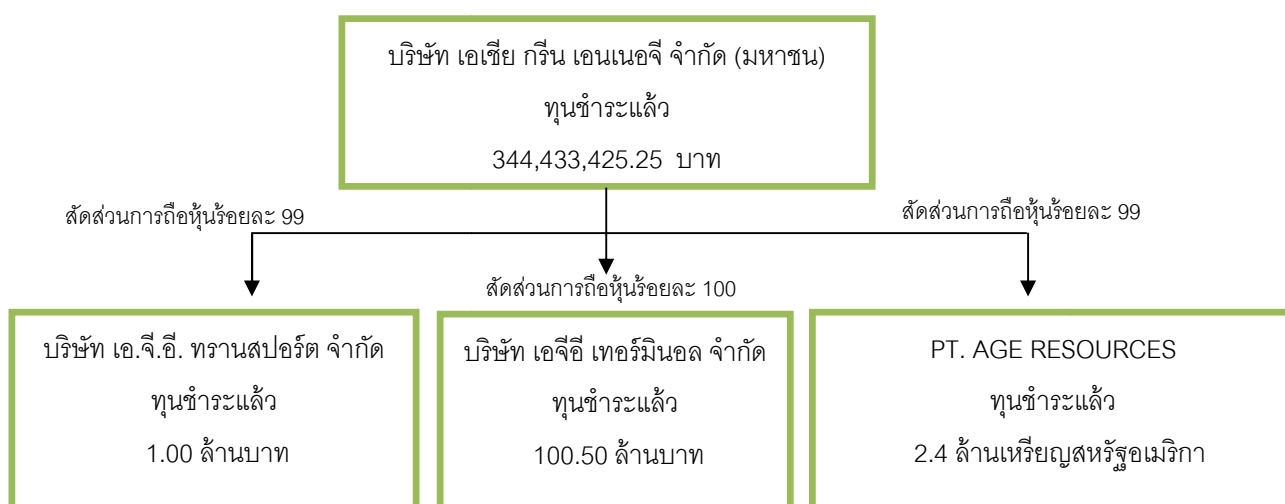 บริษัท เอเชีย กรีน เอนเนอจี จำกัด (มหาชน)
ทุนชำระแล้ว
344,433,425.25 บาท
สัดส่วนการถือหุ้นร้อยละ 99
สัดส่วนการถือหุ้นร้อยละ 99
สัดส่วนการถือหุ้นร้อยละ 100
บริษัท เอ.จี.อี. ทรานสปอร์ต จำกัด
ทุนชำระแล้ว
1.00 ล้านบาท
บริษัท เอจีอี เทอร์มินอล จำกัด
ทุนชำระแล้ว
100.50 ล้านบาท
PT. AGE RESOURCES
ทุนชำระแล้ว
2.4 ล้านเหรียญสหรัฐอเมริกา